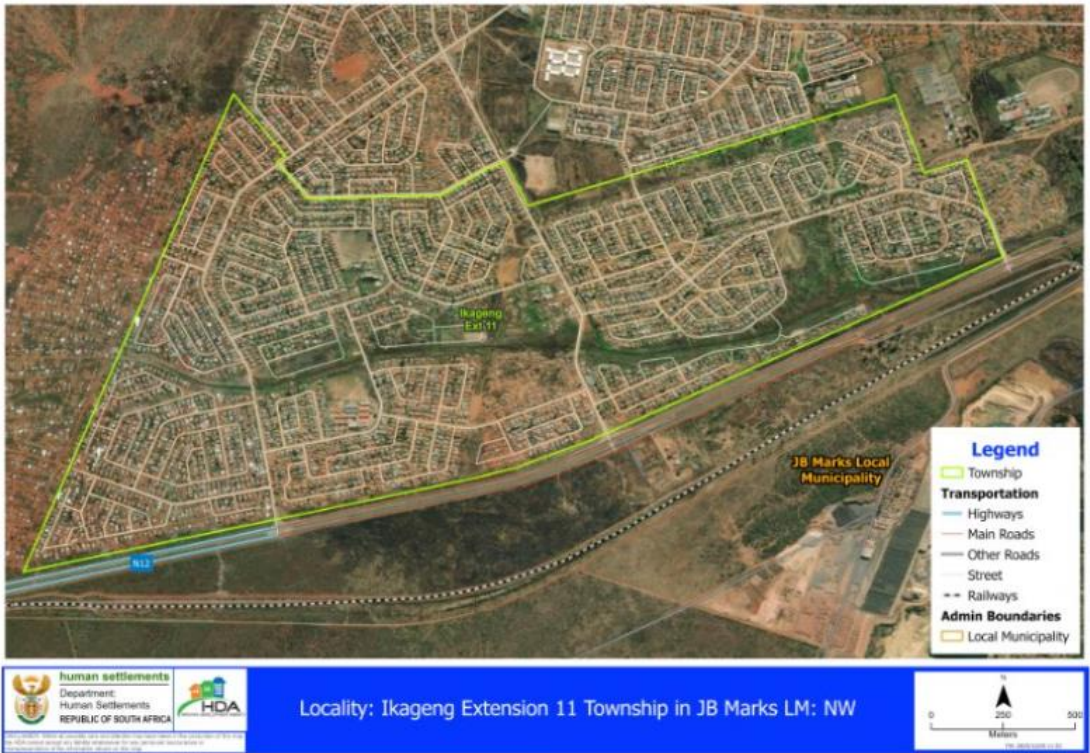 Ikageng
Ext 11
JB Marks Local
Municipality
N12
Legend
Township
Transportation
Highways
Main Roads
Other Roads
Street
Railways
Admin Boundaries
Local Municipality
human settlements
Department:
Human Settlements
REPUBLIC OF SOUTH AFRICA
HDA
Locality: Ikageng Extension 11 Township in JB Marks LM: NW
N
0 250 500
Meters